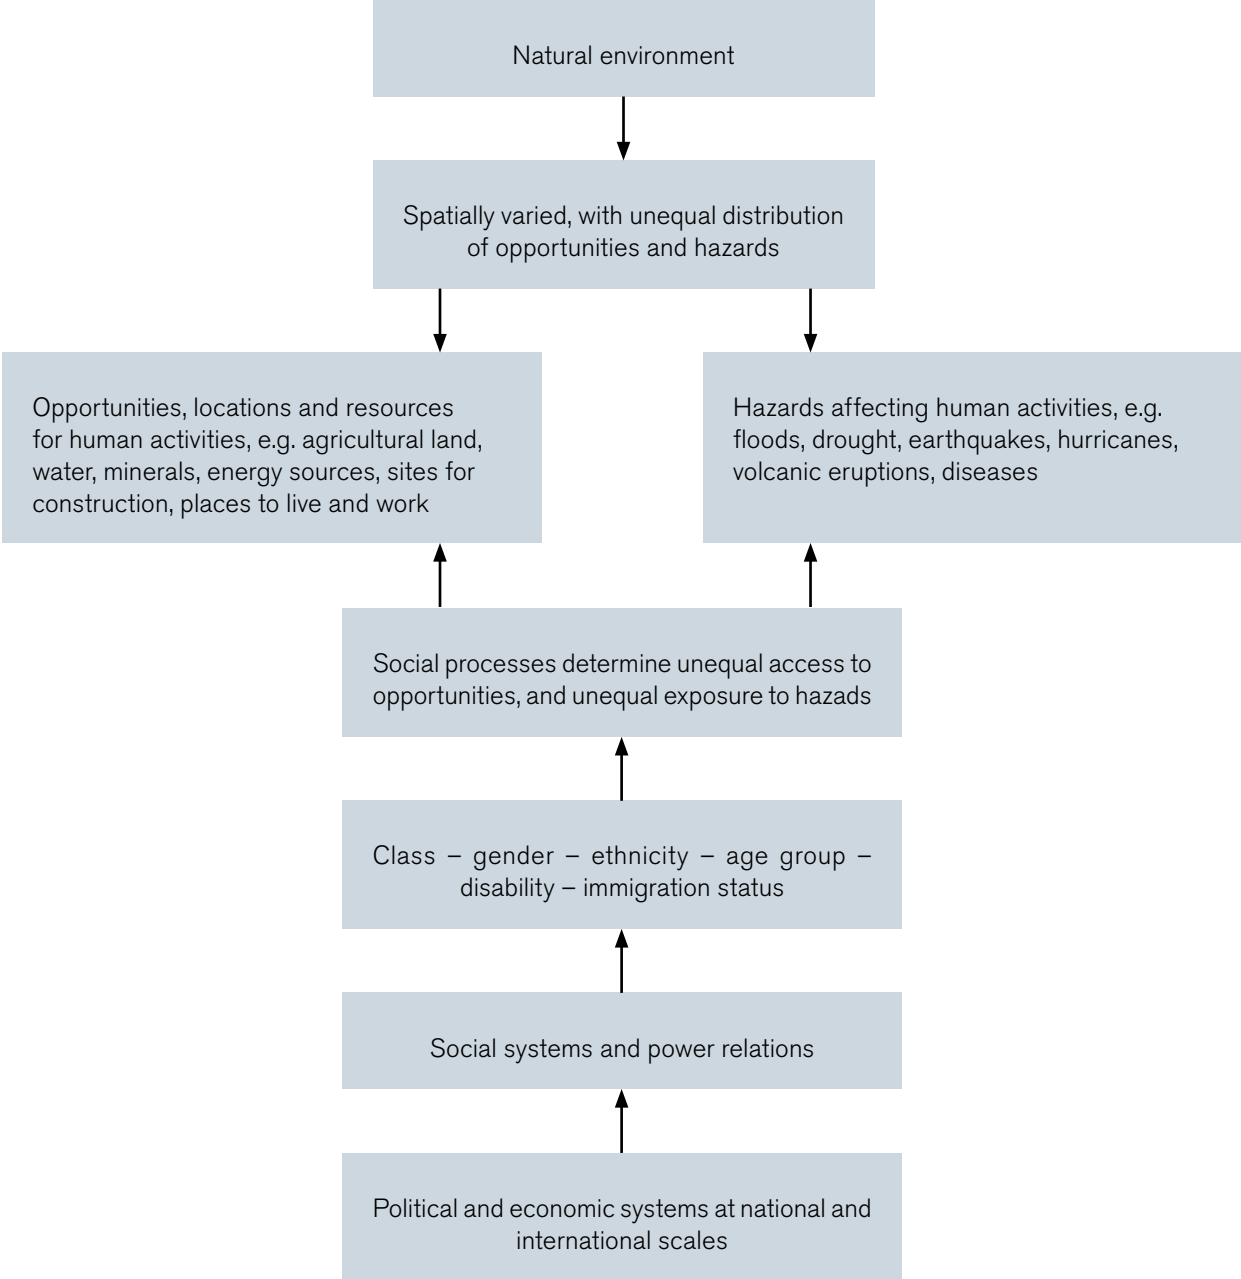 Natural environment
Spatially varied, with unequal distribution
of opportunities and hazards
Opportunities, locations and resources
for human activities, e.g. agricultural land,
water, minerals, energy sources, sites for
construction, places to live and work
Hazards affecting human activities, e.g.
floods, drought, earthquakes, hurricanes,
volcanic eruptions, diseases
Social processes determine unequal access to
opportunities, and unequal exposure to hazads
Class – gender – ethnicity – age group –
disability – immigration status
Social systems and power relations
Political and economic systems at national and
international scales